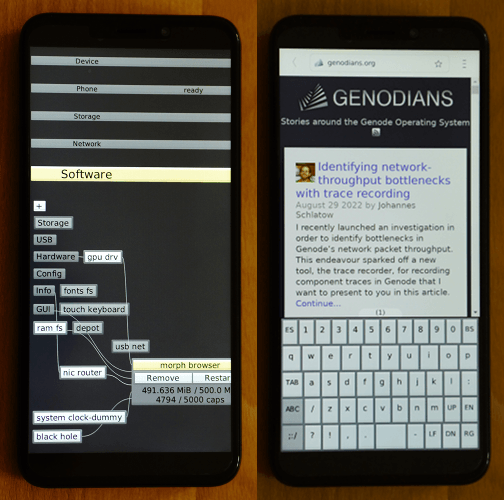 Device
Phone ready
Storage
Network
Software
+
Storage
USB
Hardware gpu drv
Config
Info fonts fs
GUI touch keyboard
ram fs depot
usb net
morph browser
nic router
Remove Restar
491.636 MiB / 500.0 M
4794 / 5000 caps
system clock-dummy
black hole
genodians.org
GENODIANS
Stories around the Genode Operating System
Identifying network-
throughput bottlenecks
with trace recording
August 29 2022 by Johannes
Schlatow
I recently launched an investigation in
order to identify bottlenecks in
Genode's network packet throughput.
This endeavour sparked off a new
tool, the trace recorder, for recording
component traces in Genode that I
want to present to you in this article.
Continue...
(1)
ES 1 2 3 4 5 6 7 8 9 0 BS
q w e r t y u i o p
TAB a s d f g h j k l :
ABC / z x c v b n m UP EN
;:/ ? ! , . - LF DN RG